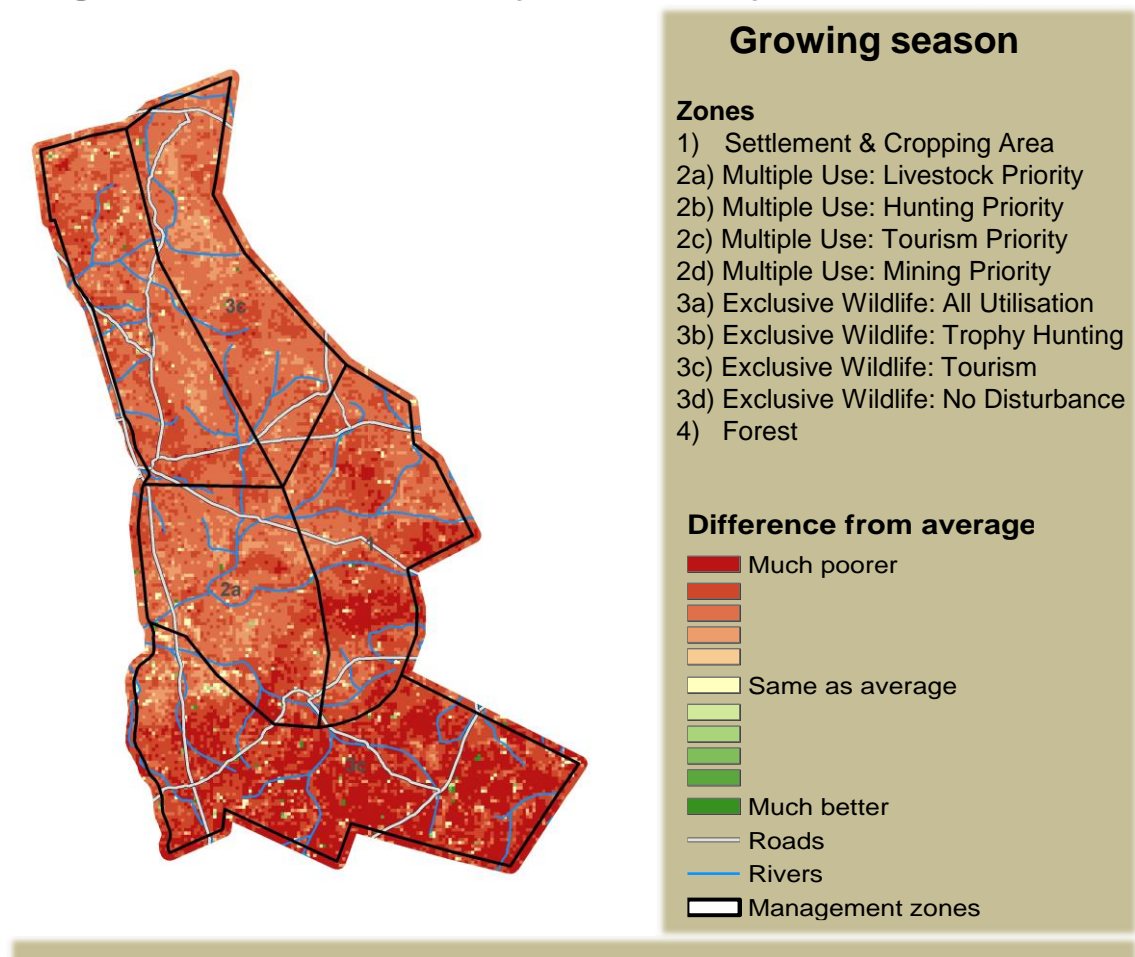 Growing season
Zones
1) Settlement & Cropping Area
2a) Multiple Use: Livestock Priority
2b) Multiple Use: Hunting Priority
2c) Multiple Use: Tourism Priority
2d) Multiple Use: Mining Priority
3a) Exclusive Wildlife: All Utilisation
3b) Exclusive Wildlife: Trophy Hunting
3c) Exclusive Wildlife: Tourism
3d) Exclusive Wildlife: No Disturbance
4) Forest
Difference from average
Much poorer
Same as average
Much better
Roads
Rivers
Management zones
3c
1
1
2a